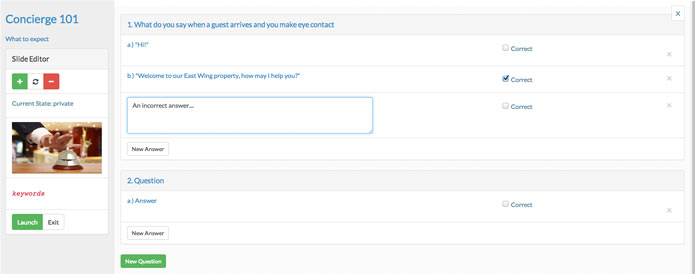 Concierge 101
What to expect
Slide Editor
Current State: private
keywords
Launch Exit
x
1. What do you say when a guest arrives and you make eye contact
a) "Hi!"
Correct
b) "Welcome to our East Wing property, how may I help you?"
Correct
An incorrect answer...
Correct
New Answer
2. Question
a) Answer
Correct
New Answer
New Question